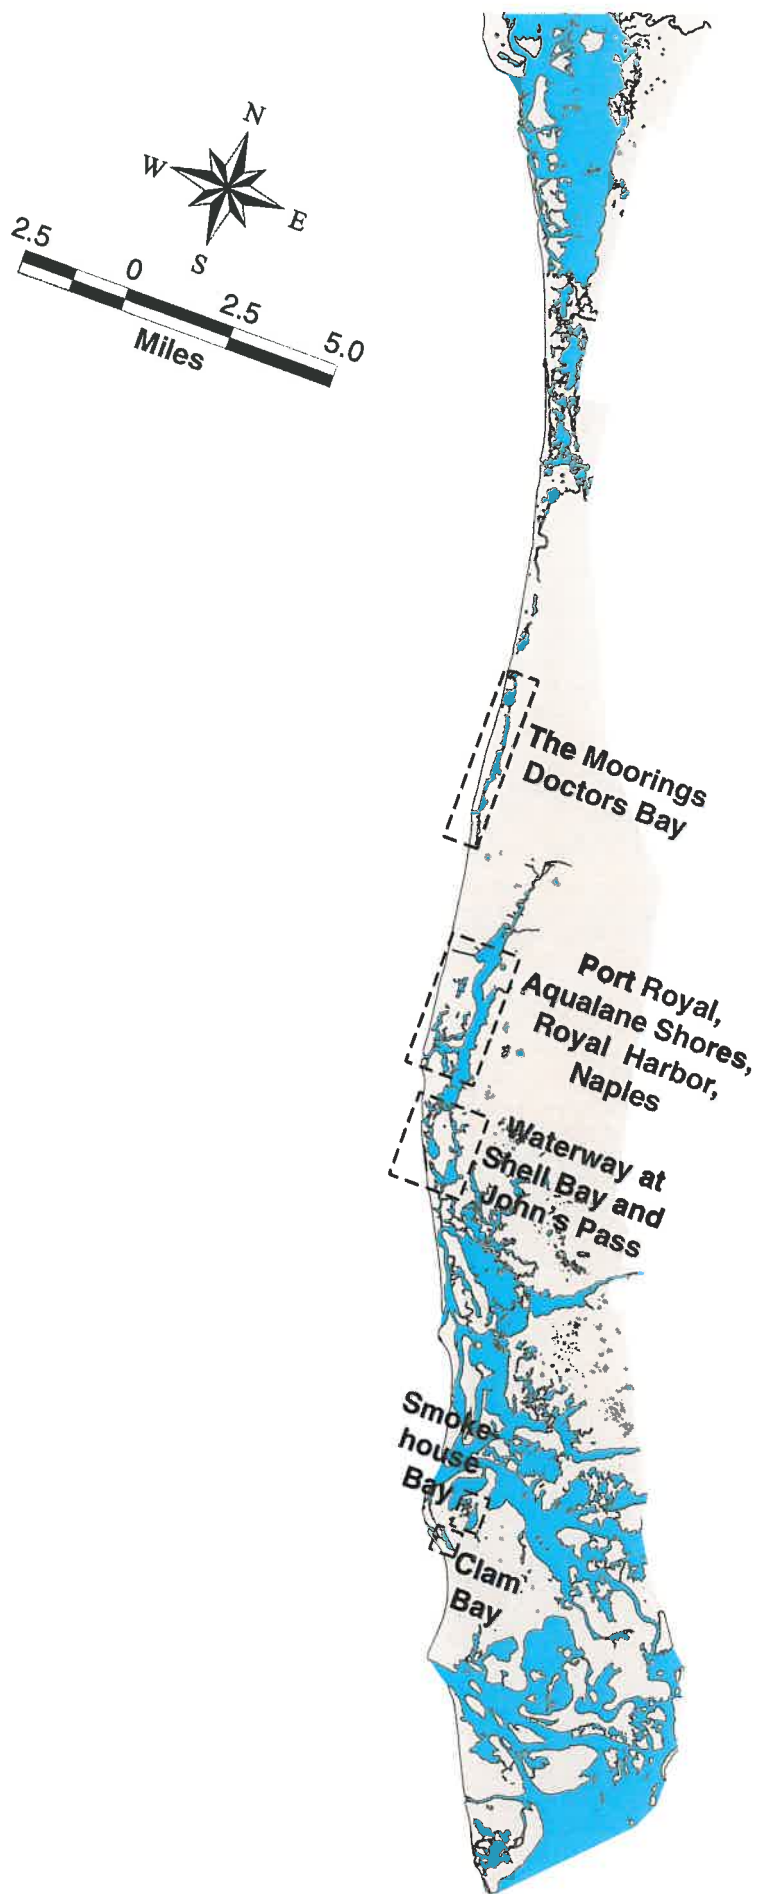 N
W
E
S
2.5
0
2.5
5.0
Miles
The Moorings
Doctors Bay
Port Royal,
Aqualane Shores,
Royal Harbor,
Naples
Waterway at
Shell Bay and
John's Pass
Smoke-
house
Bay
Clam
Bay